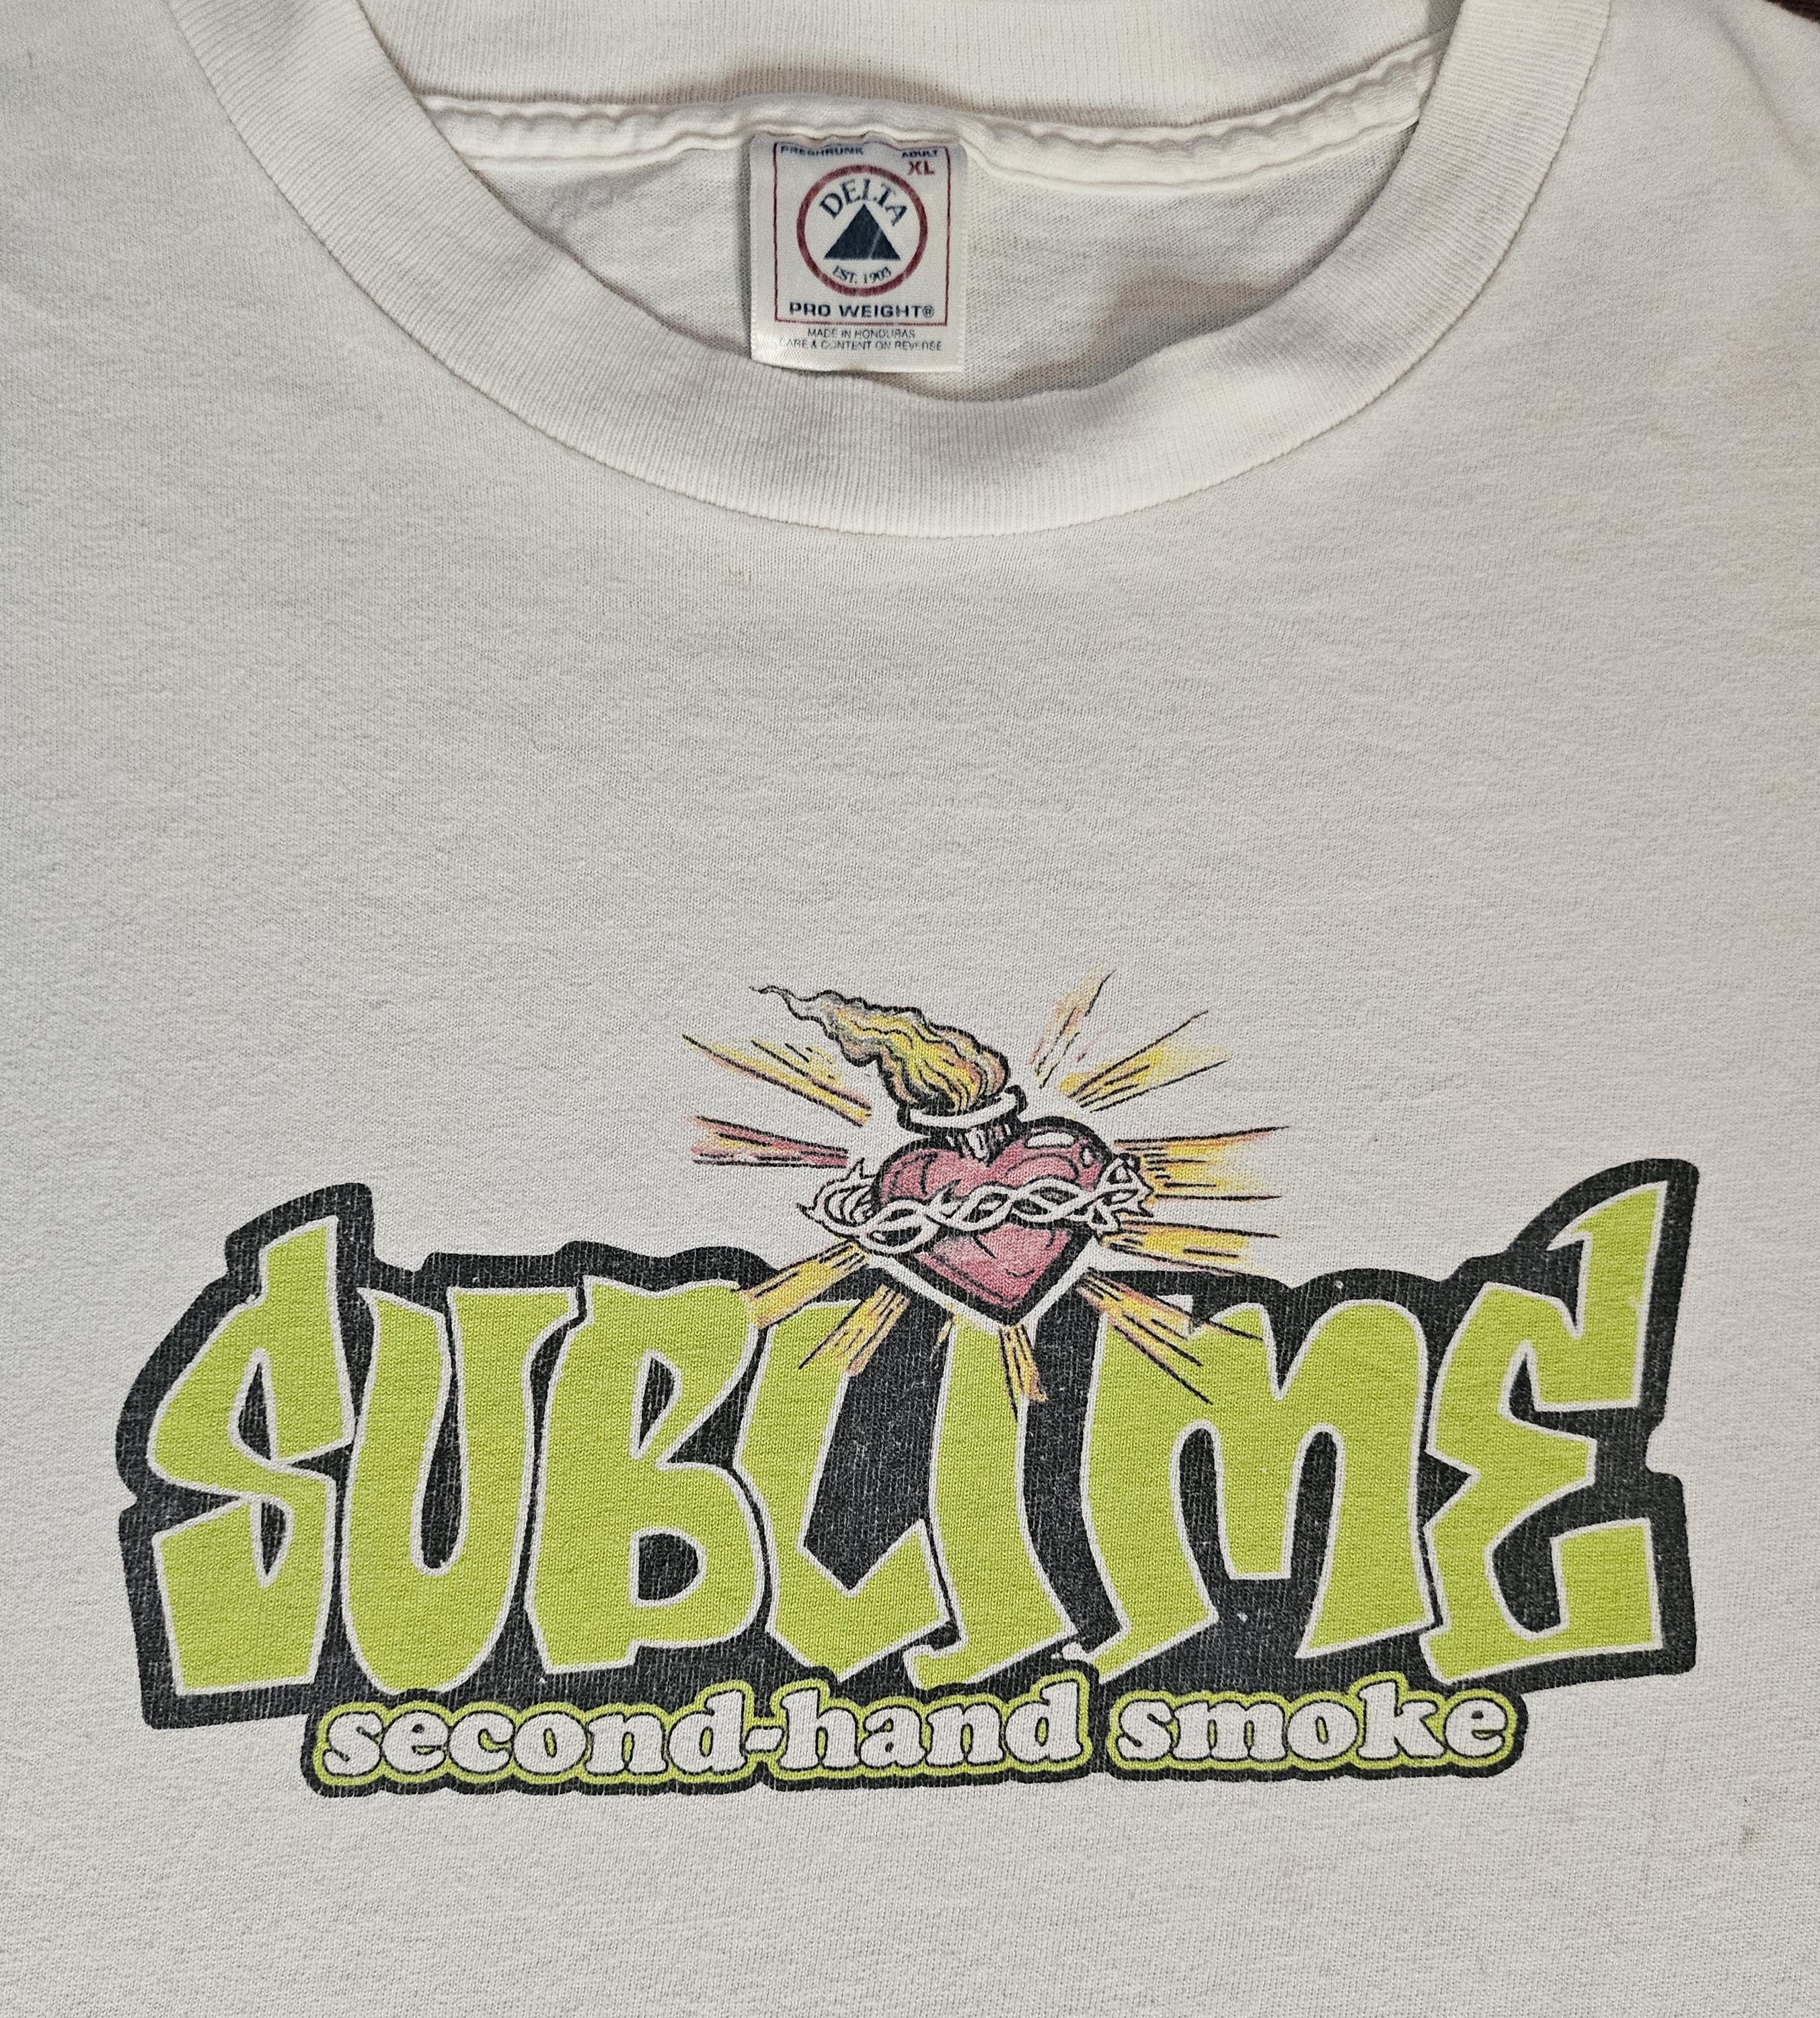 PRESHRUNK ADULT
XL
DELTA
EST. 1903
PRO WEIGHT®
MADE IN HONDURAS
CARE & CONTENT ON REVERSE
SUBLIME
second-hand smoke